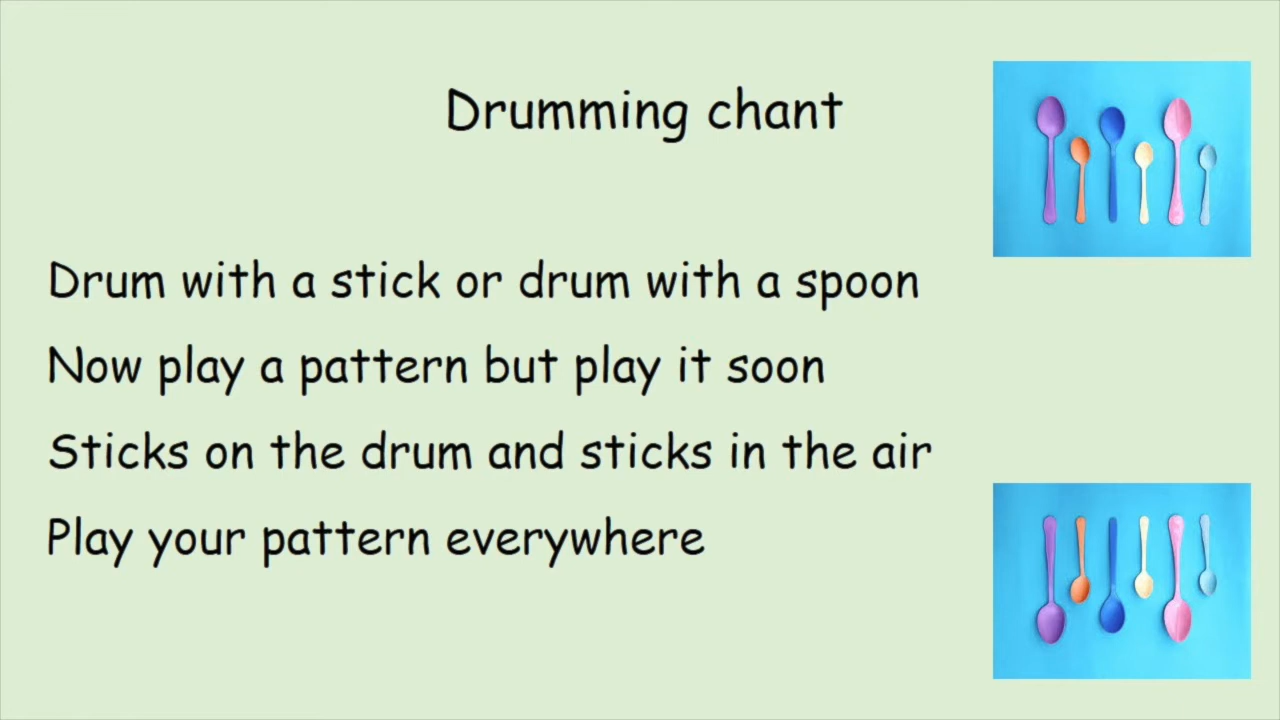 Drumming chant
Drum with a stick or drum with a spoon
Now play a pattern but play it soon
Sticks on the drum and sticks in the air
Play your pattern everywhere